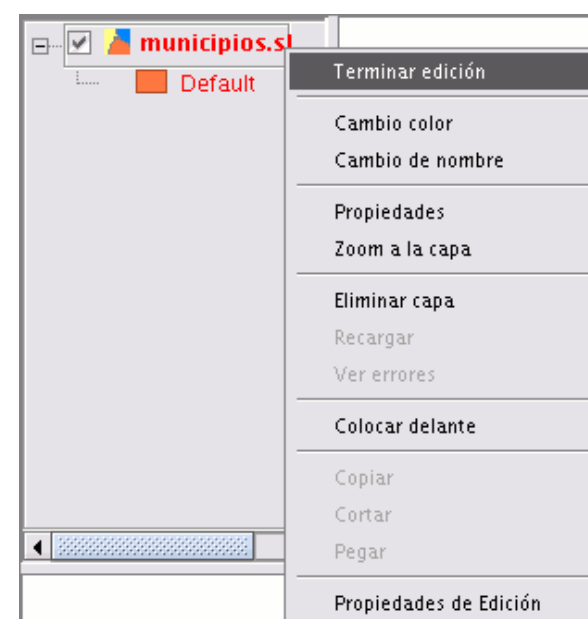 municipios.sl
Default
Terminar edición
Cambio color
Cambio de nombre
Propiedades
Zoom a la capa
Eliminar capa
Recargar
Ver errores
Colocar delante
Copiar
Cortar
Pegar
Propiedades de Edición